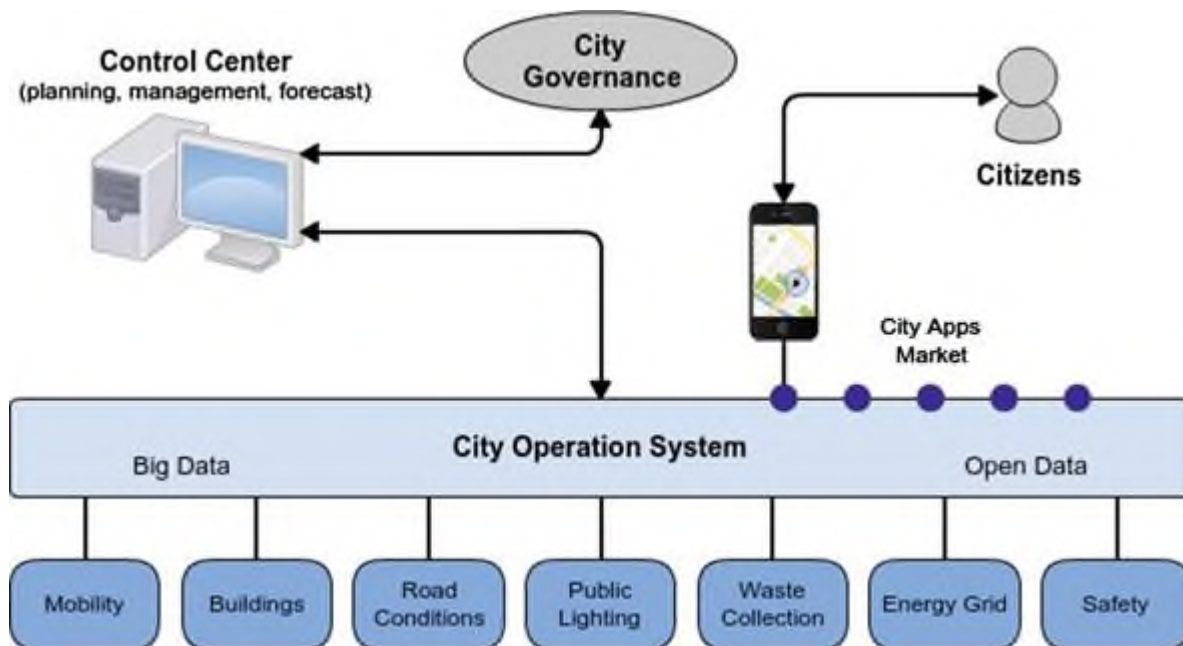 Control Center
(planning, management, forecast)
City
Governance
Citizens
City Apps
Market
City Operation System
Big Data
Open Data
Mobility
Buildings
Road
Conditions
Public
Lighting
Waste
Collection
Energy Grid
Safety